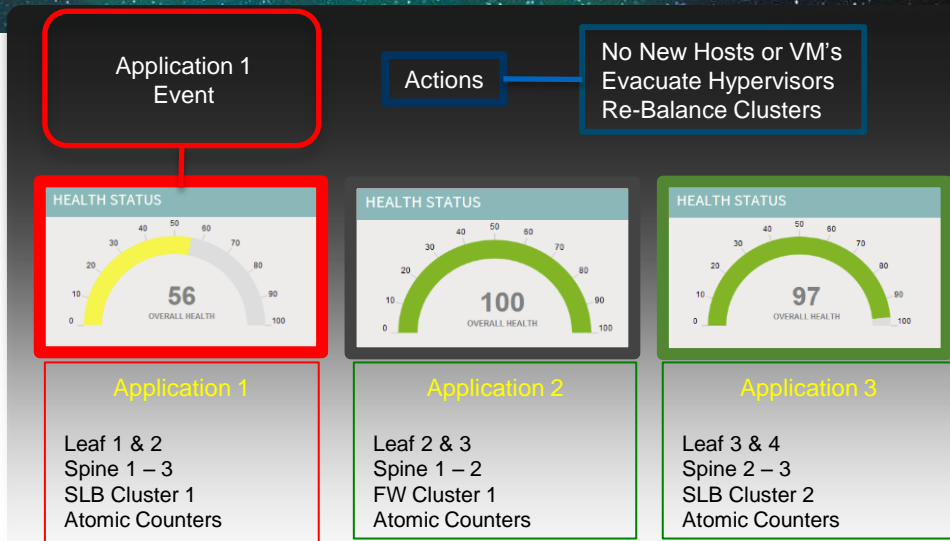 Application 1
Event
Actions
No New Hosts or VM's
Evacuate Hypervisors
Re-Balance Clusters
HEALTH STATUS
0
10
20
30
40
50
60
70
80
90
100
56
OVERALL HEALTH
HEALTH STATUS
0
10
20
30
40
50
60
70
80
90
100
100
OVERALL HEALTH
HEALTH STATUS
0
10
20
30
40
50
60
70
80
90
100
97
OVERALL HEALTH
Application 1
Leaf 1 & 2
Spine 1 – 3
SLB Cluster 1
Atomic Counters
Application 2
Leaf 2 & 3
Spine 1 – 2
FW Cluster 1
Atomic Counters
Application 3
Leaf 3 & 4
Spine 2 – 3
SLB Cluster 2
Atomic Counters